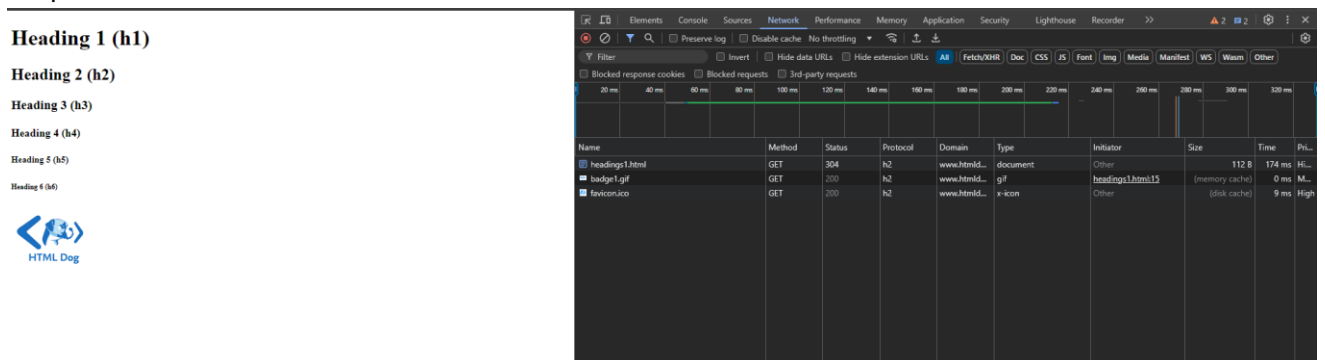 Heading 1 (h1)
Heading 2 (h2)
Heading 3 (h3)
Heading 4 (h4)
Heading 5 (h5)
Heading 6 (h6)
HTML Dog
Elements Console Sources Network Performance Memory Application Security Lighthouse Recorder >> 2 2
Preserve log Disable cache No throttling
Filter Invert Hide data URLs Hide extension URLs All Fetch/XHR Doc CSS JS Font Img Media Manifest WS Wasm Other
Blocked response cookies Blocked requests 3rd-party requests
20 ms 40 ms 60 ms 80 ms 100 ms 120 ms 140 ms 160 ms 180 ms 200 ms 220 ms 240 ms 260 ms 280 ms 300 ms 320 ms
Name Method Status Protocol Domain Type Initiator Size Time Pri...
headings1.html GET 304 h2 www.htmld... document Other 112 B 174 ms Hi...
badge1.gif GET 200 h2 www.htmld... gif headings1.html:15 (memory cache) 0 ms M...
favicon.ico GET 200 h2 www.htmld... x-icon Other (disk cache) 9 ms High